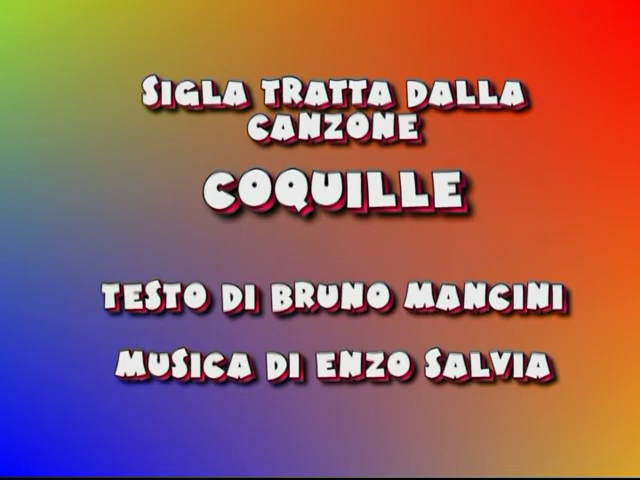 SIGLA TRATTA DALLA
CANZONE
COQUILLE
TESTO DI BRUNO MANCINI
MUSICA DI ENZO SALVIA